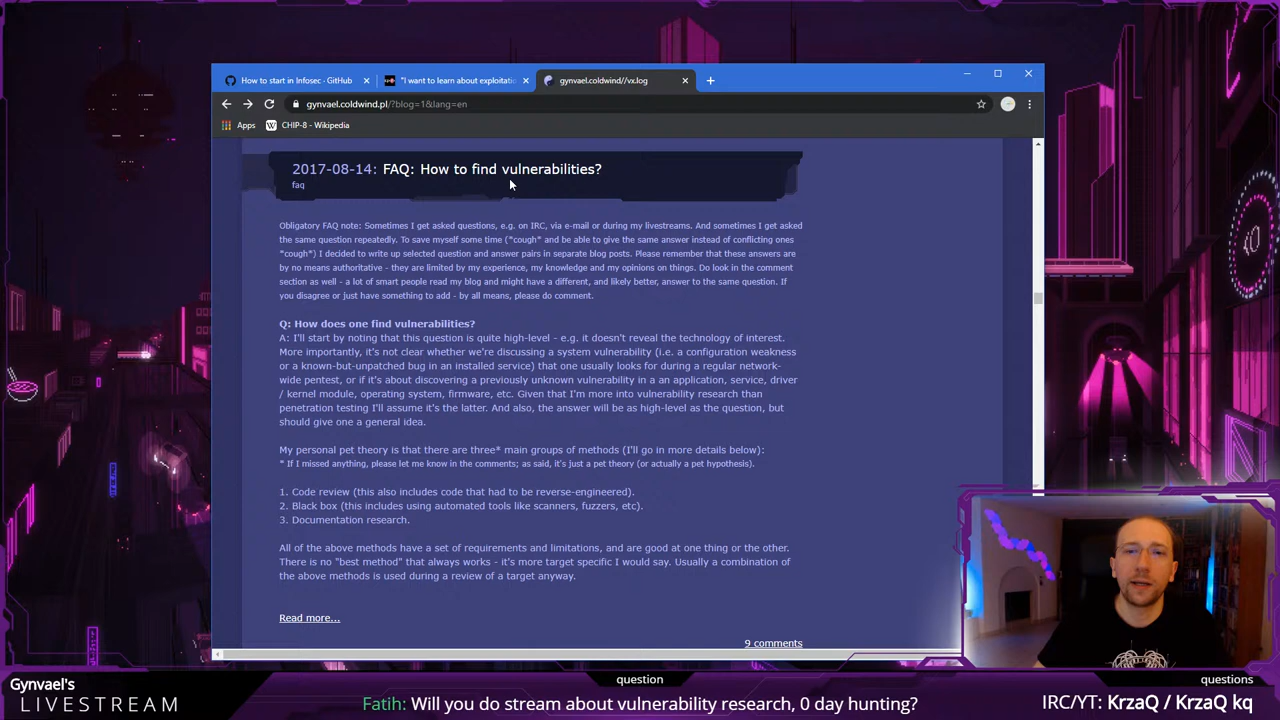 How to start in Infosec · GitHub
"I want to learn about exploitatio
gynvael.coldwind//vx.log
gynvael.coldwind.pl/?blog=1&lang=en
Apps
CHIP-8 - Wikipedia
2017-08-14: FAQ: How to find vulnerabilities?
faq
Obligatory FAQ note: Sometimes I get asked questions, e.g. on IRC, via e-mail or during my livestreams. And sometimes I get asked
the same question repeatedly. To save myself some time (*cough* and be able to give the same answer instead of conflicting ones
*cough*) I decided to write up selected question and answer pairs in separate blog posts. Please remember that these answers are
by no means authoritative - they are limited by my experience, my knowledge and my opinions on things. Do look in the comment
section as well - a lot of smart people read my blog and might have a different, and likely better, answer to the same question. If
you disagree or just have something to add - by all means, please do comment.
Q: How does one find vulnerabilities?
A: I'll start by noting that this question is quite high-level - e.g. it doesn't reveal the technology of interest.
More importantly, it's not clear whether we're discussing a system vulnerability (i.e. a configuration weakness
or a known-but-unpatched bug in an installed service) that one usually looks for during a regular network-
wide pentest, or if it's about discovering a previously unknown vulnerability in a an application, service, driver
/ kernel module, operating system, firmware, etc. Given that I'm more into vulnerability research than
penetration testing I'll assume it's the latter. And also, the answer will be as high-level as the question, but
should give one a general idea.
My personal pet theory is that there are three* main groups of methods (I'll go in more details below):
* If I missed anything, please let me know in the comments; as said, it's just a pet theory (or actually a pet hypothesis).
1. Code review (this also includes code that had to be reverse-engineered).
2. Black box (this includes using automated tools like scanners, fuzzers, etc).
3. Documentation research.
All of the above methods have a set of requirements and limitations, and are good at one thing or the other.
There is no "best method" that always works - it's more target specific I would say. Usually a combination of
the above methods is used during a review of a target anyway.
Read more...
9 comments
Gynvael's
LIVESTREAM
question
Fatih: Will you do stream about vulnerability research, 0 day hunting?
questions
IRC/YT: KrzaQ / KrzaQ kq